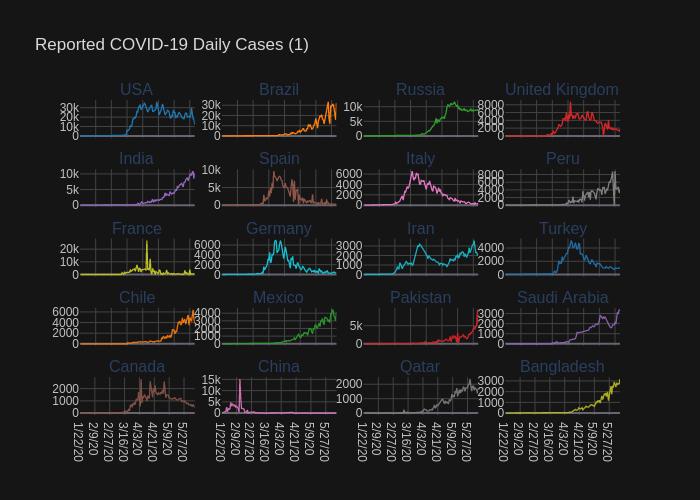 Reported COVID-19 Daily Cases (1)
USA
Brazil
Russia
United Kingdom
30k
20k
10k
0
30k
20k
10k
0
10k
5k
0
8000
6000
4000
2000
0
India
Spain
Italy
Peru
10k
5k
0
10k
5k
0
6000
4000
2000
0
8000
6000
4000
2000
0
France
Germany
Iran
Turkey
20k
10k
0
6000
4000
2000
0
3000
2000
1000
0
4000
2000
0
Chile
Mexico
Pakistan
Saudi Arabia
6000
4000
2000
0
4000
3000
2000
1000
0
5k
0
3000
2000
1000
0
Canada
China
Qatar
Bangladesh
2000
1000
0
15k
10k
5k
0
2000
1000
0
3000
2000
1000
0
1/22/20
2/9/20
2/27/20
3/16/20
4/3/20
4/21/20
5/9/20
5/27/20
1/22/20
2/9/20
2/27/20
3/16/20
4/3/20
4/21/20
5/9/20
5/27/20
1/22/20
2/9/20
2/27/20
3/16/20
4/3/20
4/21/20
5/9/20
5/27/20
1/22/20
2/9/20
2/27/20
3/16/20
4/3/20
4/21/20
5/9/20
5/27/20